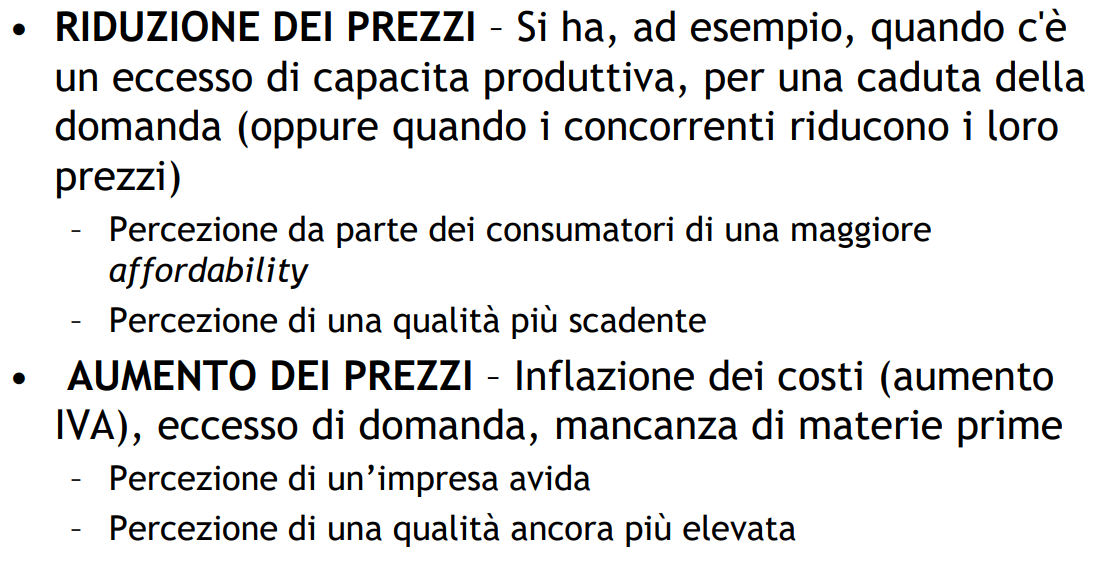 • RIDUZIONE DEI PREZZI – Si ha, ad esempio, quando c'è
un eccesso di capacita produttiva, per una caduta della
domanda (oppure quando i concorrenti riducono i loro
prezzi)
– Percezione da parte dei consumatori di una maggiore
affordability
– Percezione di una qualità più scadente
• AUMENTO DEI PREZZI – Inflazione dei costi (aumento
IVA), eccesso di domanda, mancanza di materie prime
– Percezione di un’impresa avida
– Percezione di una qualità ancora più elevata